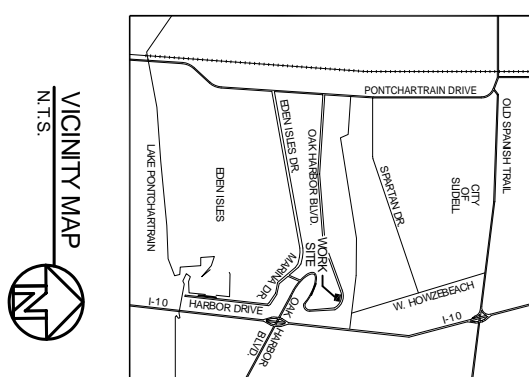 PONTCHARTRAIN DRIVE
OLD SPANISH TRAIL
EDEN ISLES DR.
OAK HARBOR BLVD.
SPARTAN DR.
CITY
OF
SLIDELL
LAKE PONTCHARTRAIN
EDEN ISLES
WORK
SITE
MARINA DR.
W. HOWZEBEACH
I-10
HARBOR DRIVE
OAK HARBOR
BLVD.
I-10
VICINITY MAP
N.T.S.
N